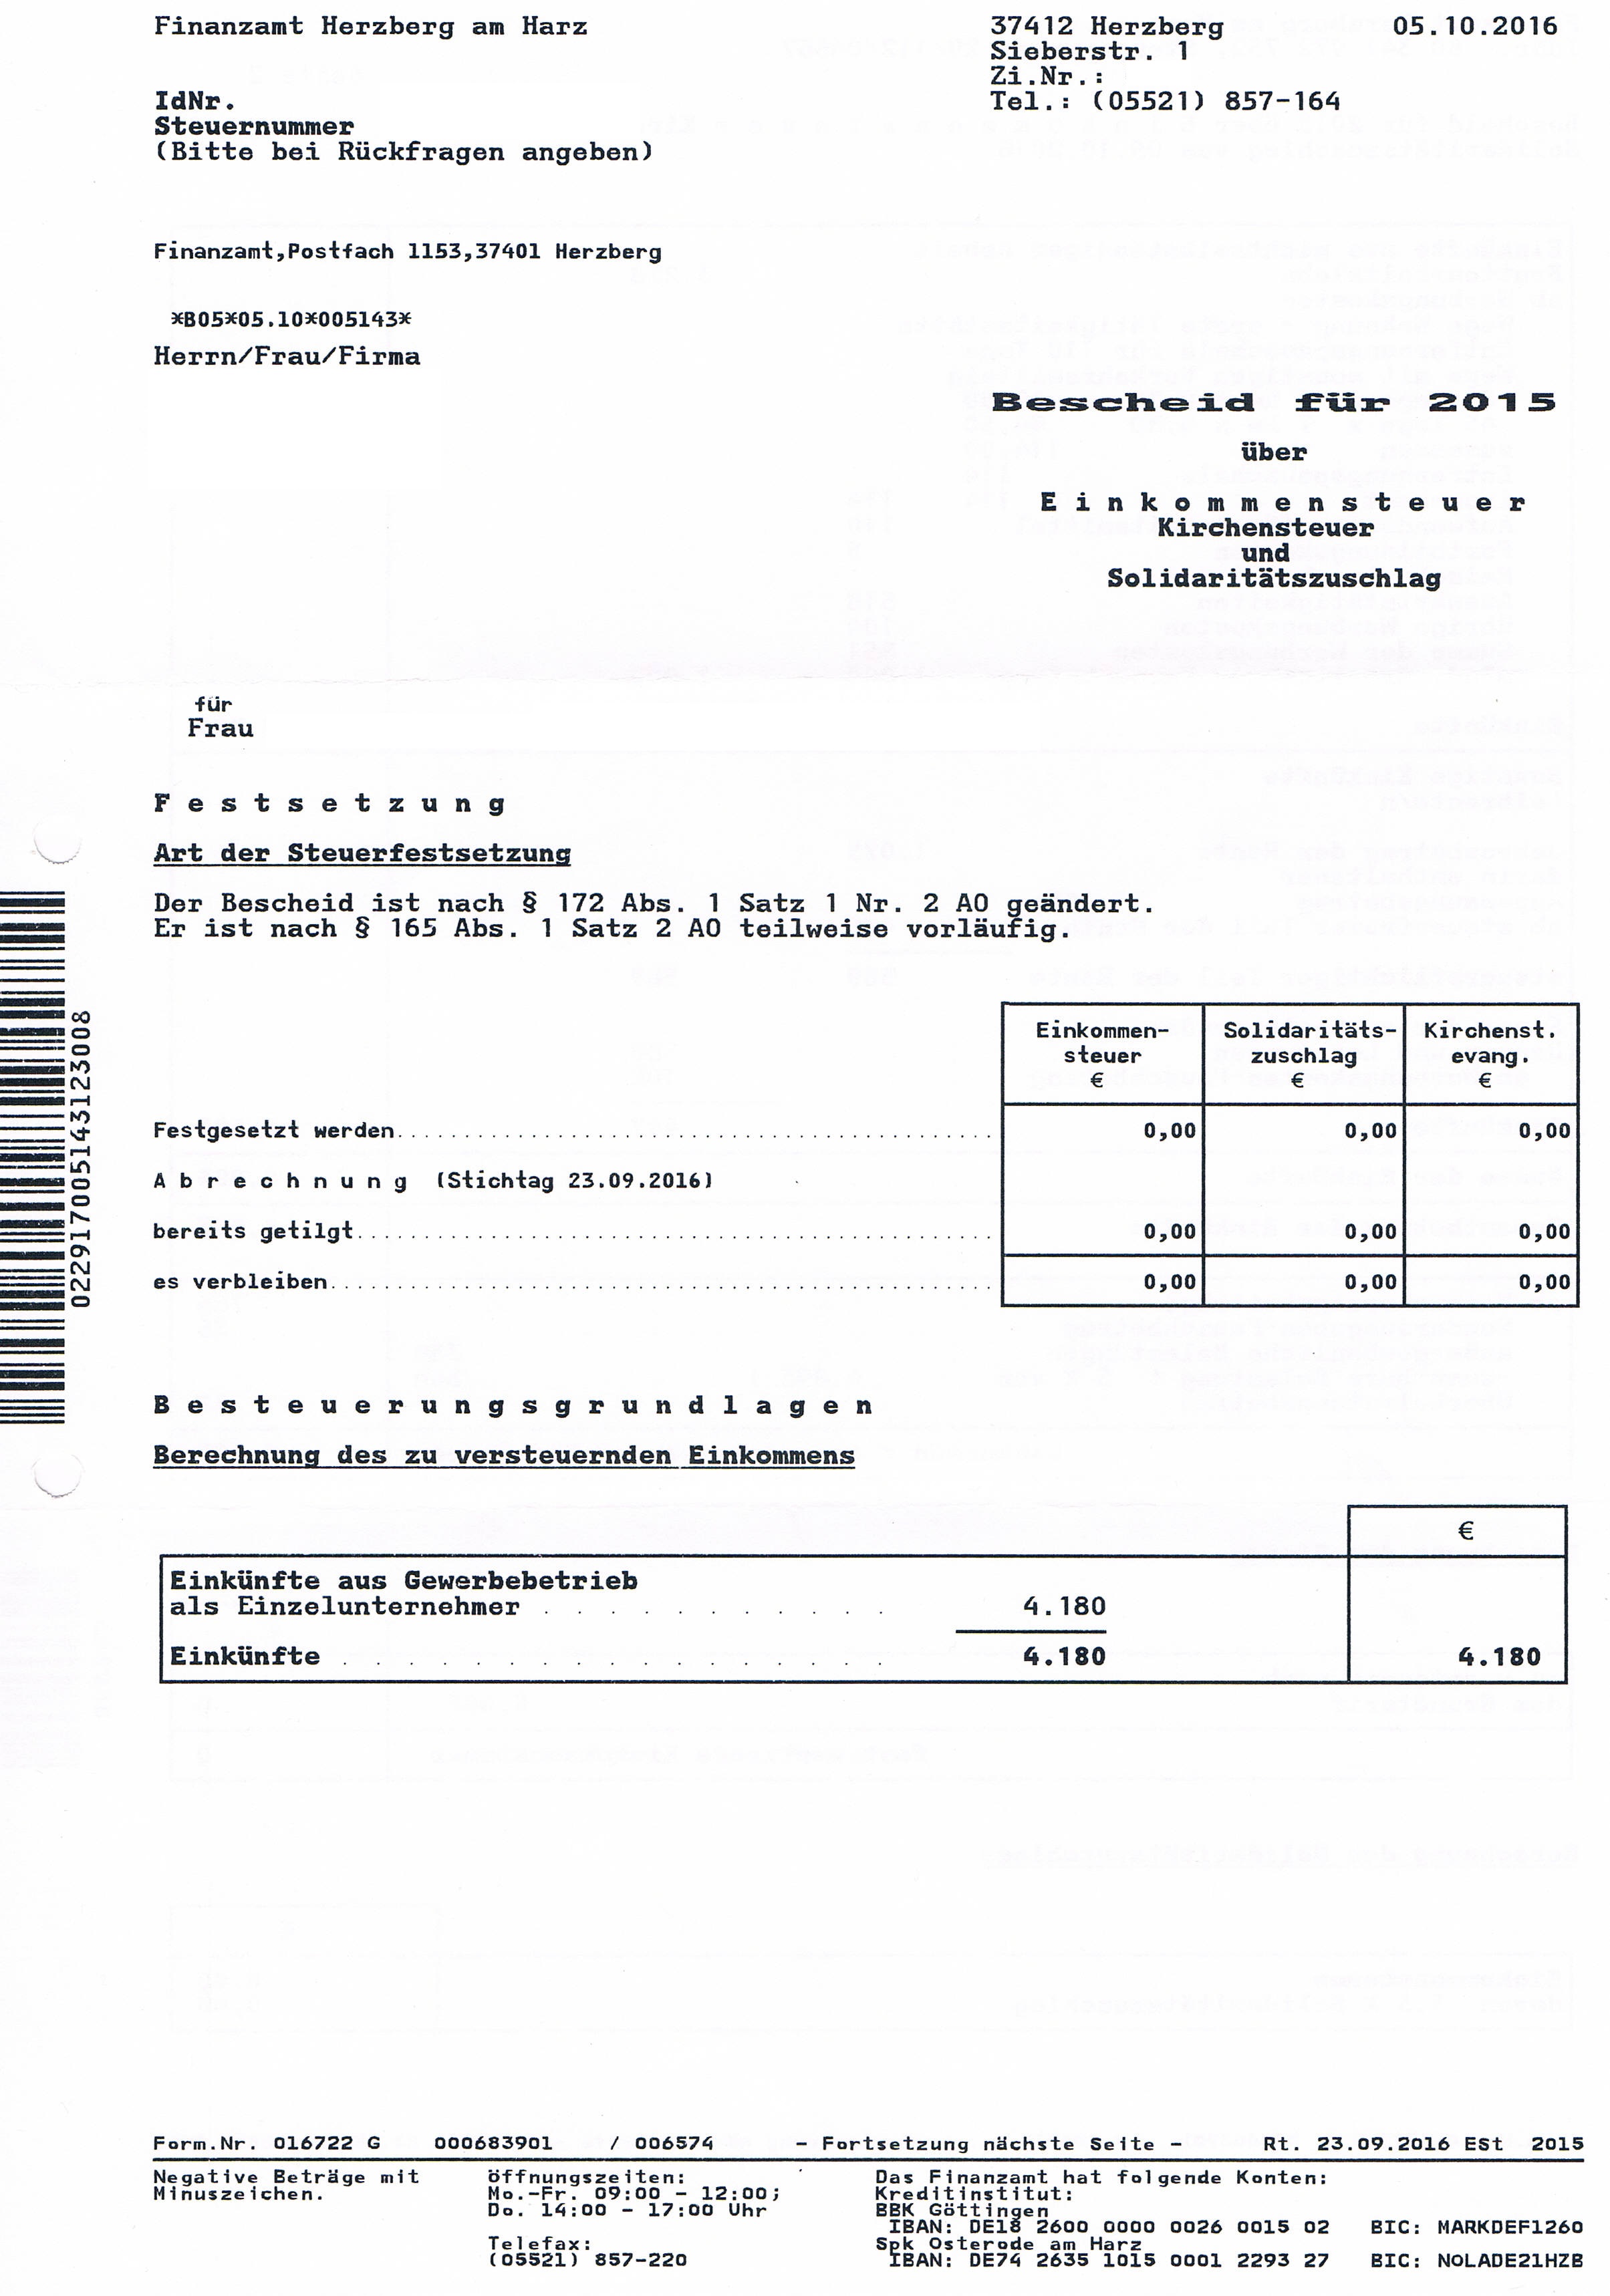 Finanzamt Herzberg am Harz
37412 Herzberg 05.10.2016
Sieberstr. 1
Zi.Nr.:
Tel.: (05521) 857-164
IdNr.
Steuernummer
(Bitte bei Rückfragen angeben)
Finanzamt,Postfach 1153,37401 Herzberg
*B05*05.10*005143*
Herrn/Frau/Firma
Bescheid für 2015
über
E i n k o m m e n s t e u e r
Kirchensteuer
und
Solidaritätszuschlag
für
Frau
F e s t s e t z u n g
Art der Steuerfestsetzung
Der Bescheid ist nach § 172 Abs. 1 Satz 1 Nr. 2 AO geändert.
Er ist nach § 165 Abs. 1 Satz 2 AO teilweise vorläufig.
Einkommen- Solidaritäts- Kirchenst.
steuer zuschlag evang.
€ € €
Festgesetzt werden............................................. 0,00 0,00 0,00
A b r e c h n u n g (Stichtag 23.09.2016)
bereits getilgt................................................ 0,00 0,00 0,00
es verbleiben.................................................. 0,00 0,00 0,00
022917005143123008
B e s t e u e r u n g s g r u n d l a g e n
Berechnung des zu versteuernden Einkommens
€
Einkünfte aus Gewerbebetrieb
als Einzelunternehmer . . . . . . . . . . . 4.180
Einkünfte . . . . . . . . . . . . . . . . . 4.180 4.180
Form.Nr. 016722 G 000683901 / 006574 - Fortsetzung nächste Seite - Rt. 23.09.2016 ESt 2015
Negative Beträge mit
Minuszeichen.
Öffnungszeiten:
Mo.-Fr. 09:00 - 12:00;
Do. 14:00 - 17:00 Uhr
Telefax:
(05521) 857-220
Das Finanzamt hat folgende Konten:
Kreditinstitut:
BBK Göttingen
IBAN: DE18 2600 0000 0026 0015 02 BIC: MARKDEF1260
Spk Osterode am Harz
IBAN: DE74 2635 1015 0001 2293 27 BIC: NOLADE21HZB